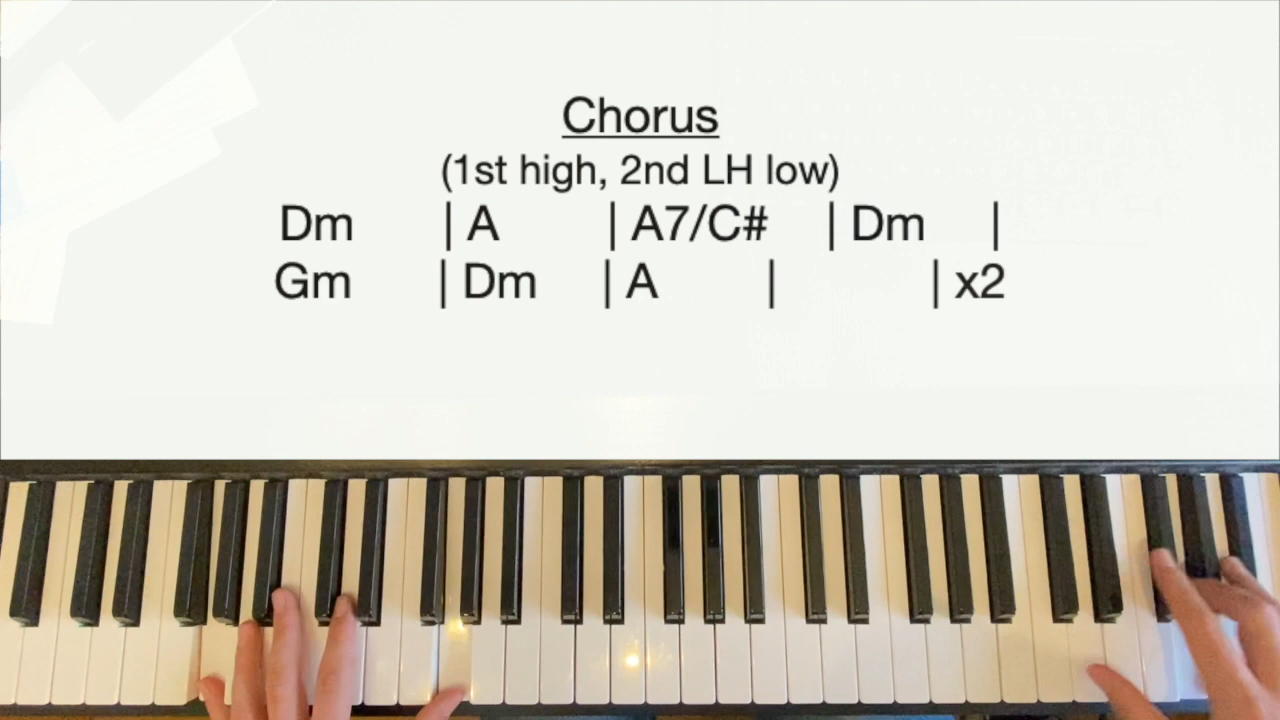 Chorus
(1st high, 2nd LH low)
Dm | A | A7/C# | Dm |
Gm | Dm | A | | x2